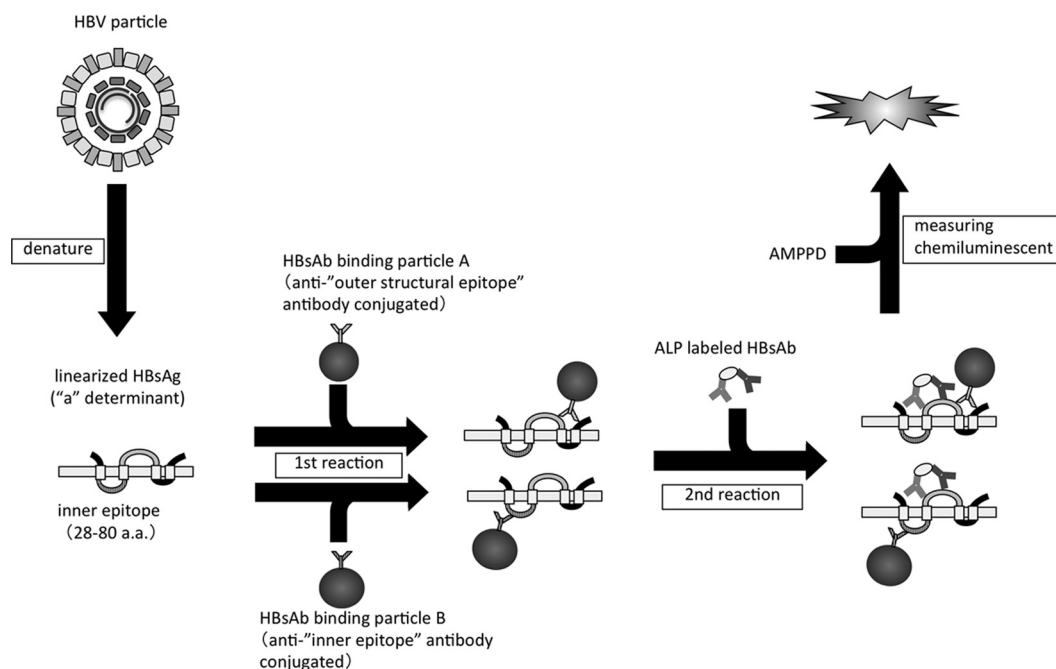 HBV particle
denature
linearized HBsAg
(“a” determinant)
inner epitope
(28-80 a.a.)
HBsAb binding particle A
(anti-”outer structural epitope”
antibody conjugated)
1st reaction
HBsAb binding particle B
(anti-”inner epitope” antibody
conjugated)
ALP labeled HBsAb
2nd reaction
AMPPD
measuring
chemiluminescent